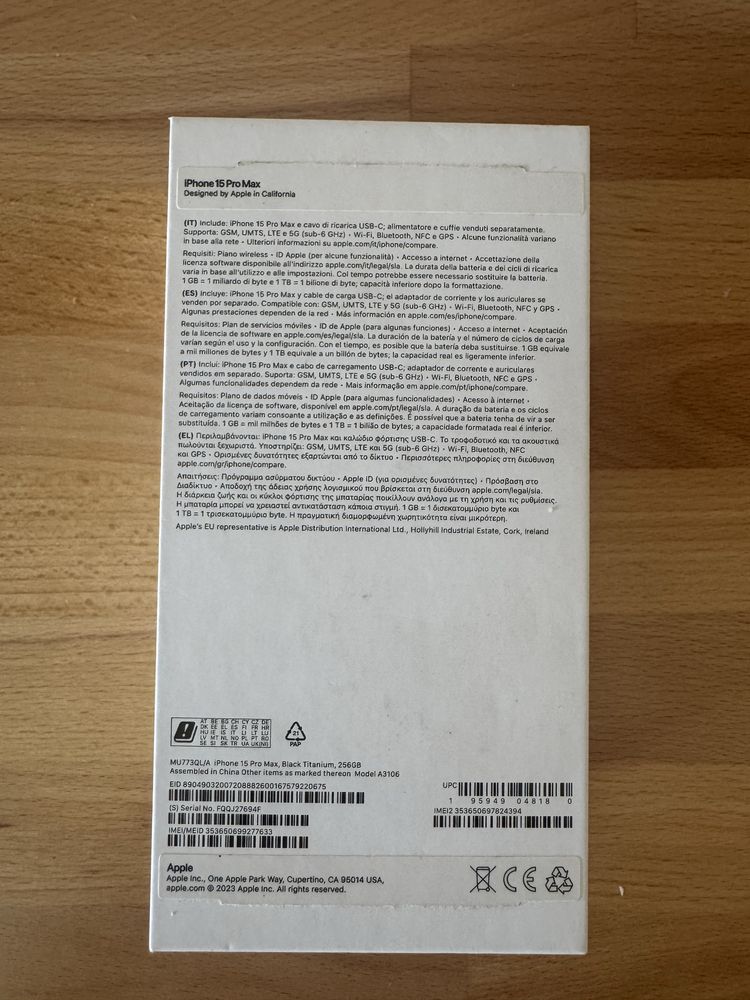 iPhone 15 Pro Max
Designed by Apple in California
(IT) Include: iPhone 15 Pro Max e cavo di ricarica USB-C; alimentatore e cuffie venduti separatamente.
Supporta: GSM, UMTS, LTE e 5G (sub-6 GHz) • Wi-Fi, Bluetooth, NFC e GPS • Alcune funzionalità variano
in base alla rete • Ulteriori informazioni su apple.com/it/iphone/compare.
Requisiti: Piano wireless • ID Apple (per alcune funzionalità) • Accesso a internet • Accettazione della
licenza software disponibile all'indirizzo apple.com/it/legal/sla. La durata della batteria e dei cicli di ricarica
varia in base all'utilizzo e alle impostazioni. Col tempo potrebbe essere necessario sostituire la batteria.
1 GB = 1 miliardo di byte e 1 TB = 1 bilione di byte; capacità inferiore dopo la formattazione.
(ES) Incluye: iPhone 15 Pro Max y cable de carga USB-C; el adaptador de corriente y los auriculares se
venden por separado. Compatible con: GSM, UMTS, LTE y 5G (sub-6 GHz) • Wi-Fi, Bluetooth, NFC y GPS •
Algunas prestaciones dependen de la red • Más información en apple.com/es/iphone/compare.
Requisitos: Plan de servicios móviles • ID de Apple (para algunas funciones) • Acceso a internet • Aceptación
de la licencia de software en apple.com/es/legal/sla. La duración de la batería y el número de ciclos de carga
varían según el uso y la configuración. Con el tiempo, es posible que la batería deba sustituirse. 1 GB equivale
a mil millones de bytes y 1 TB equivale a un billón de bytes; la capacidad real es ligeramente inferior.
(PT) Inclui: iPhone 15 Pro Max e cabo de carregamento USB-C; adaptador de corrente e auriculares
vendidos em separado. Suporta: GSM, UMTS, LTE e 5G (sub-6 GHz) • Wi-Fi, Bluetooth, NFC e GPS •
Algumas funcionalidades dependem da rede • Mais informação em apple.com/pt/iphone/compare.
Requisitos: Plano de dados móveis • ID Apple (para algumas funcionalidades) • Acesso à internet •
Aceitação da licença de software, disponível em apple.com/pt/legal/sla. A duração da bateria e os ciclos
de carregamento variam consoante a utilização e as definições. É possível que a bateria tenha de vir a ser
substituída. 1 GB = mil milhões de bytes e 1 TB = 1 bilião de bytes; a capacidade formatada real é inferior.
(EL) Περιλαμβάνονται: iPhone 15 Pro Max και καλώδιο φόρτισης USB-C. Το τροφοδοτικό και τα ακουστικά
πωλούνται ξεχωριστά. Υποστηρίζει: GSM, UMTS, LTE και 5G (sub-6 GHz) • Wi-Fi, Bluetooth, NFC
και GPS • Ορισμένες δυνατότητες εξαρτώνται από το δίκτυο • Περισσότερες πληροφορίες στη διεύθυνση
apple.com/gr/iphone/compare.
Απαιτήσεις: Πρόγραμμα ασύρματου δικτύου • Apple ID (για ορισμένες δυνατότητες) • Πρόσβαση στο
Διαδίκτυο • Αποδοχή της άδειας χρήσης λογισμικού που βρίσκεται στη διεύθυνση apple.com/legal/sla.
Η διάρκεια ζωής και οι κύκλοι φόρτισης της μπαταρίας ποικίλλουν ανάλογα με τη χρήση και τις ρυθμίσεις.
Η μπαταρία μπορεί να χρειαστεί αντικατάσταση κάποια στιγμή. 1 GB = 1 δισεκατομμύριο byte και
1 TB = 1 τρισεκατομμύριο byte. Η πραγματική διαμορφωμένη χωρητικότητα είναι μικρότερη.
Apple's EU representative is Apple Distribution International Ltd., Hollyhill Industrial Estate, Cork, Ireland
AT BE BG CH CY CZ DE
DK EE EL ES FI FR HR
HU IE IS IT LI LT LU
LV MT NL NO PL PT RO
SE SI SK TR UA UK(NI)
21
PAP
MU773QL/A iPhone 15 Pro Max, Black Titanium, 256GB
Assembled in China Other items as marked thereon Model A3106
EID 89049032007208882600167579220675
(S) Serial No. FQQJ27694F
IMEI/MEID 353650699277633
UPC
1 95949 04818 0
IMEI2 353650697824394
Apple
Apple Inc., One Apple Park Way, Cupertino, CA 95014 USA,
apple.com © 2023 Apple Inc. All rights reserved.
CE